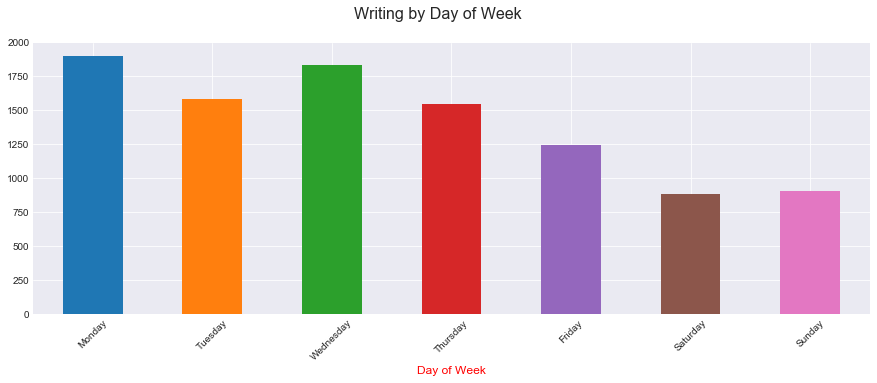 Writing by Day of Week
2000
1750
1500
1250
1000
750
500
250
0
Monday
Tuesday
Wednesday
Thursday
Friday
Saturday
Sunday
Day of Week